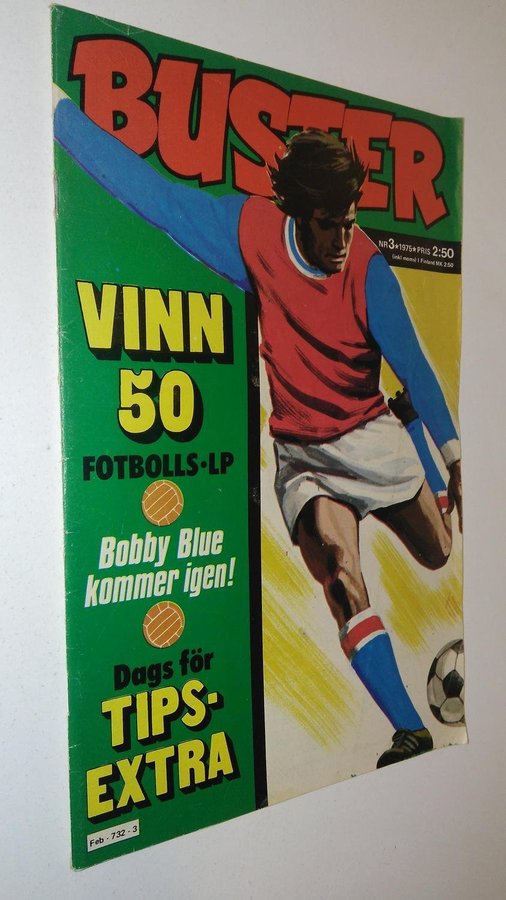 BUSTER
NR 3★1975★PRIS 2:50
(inkl moms) I Finland MK 2:50
VINN
50
FOTBOLLS·LP
Bobby Blue
kommer igen!
Dags för
TIPS-
EXTRA
Feb - 732 - 3